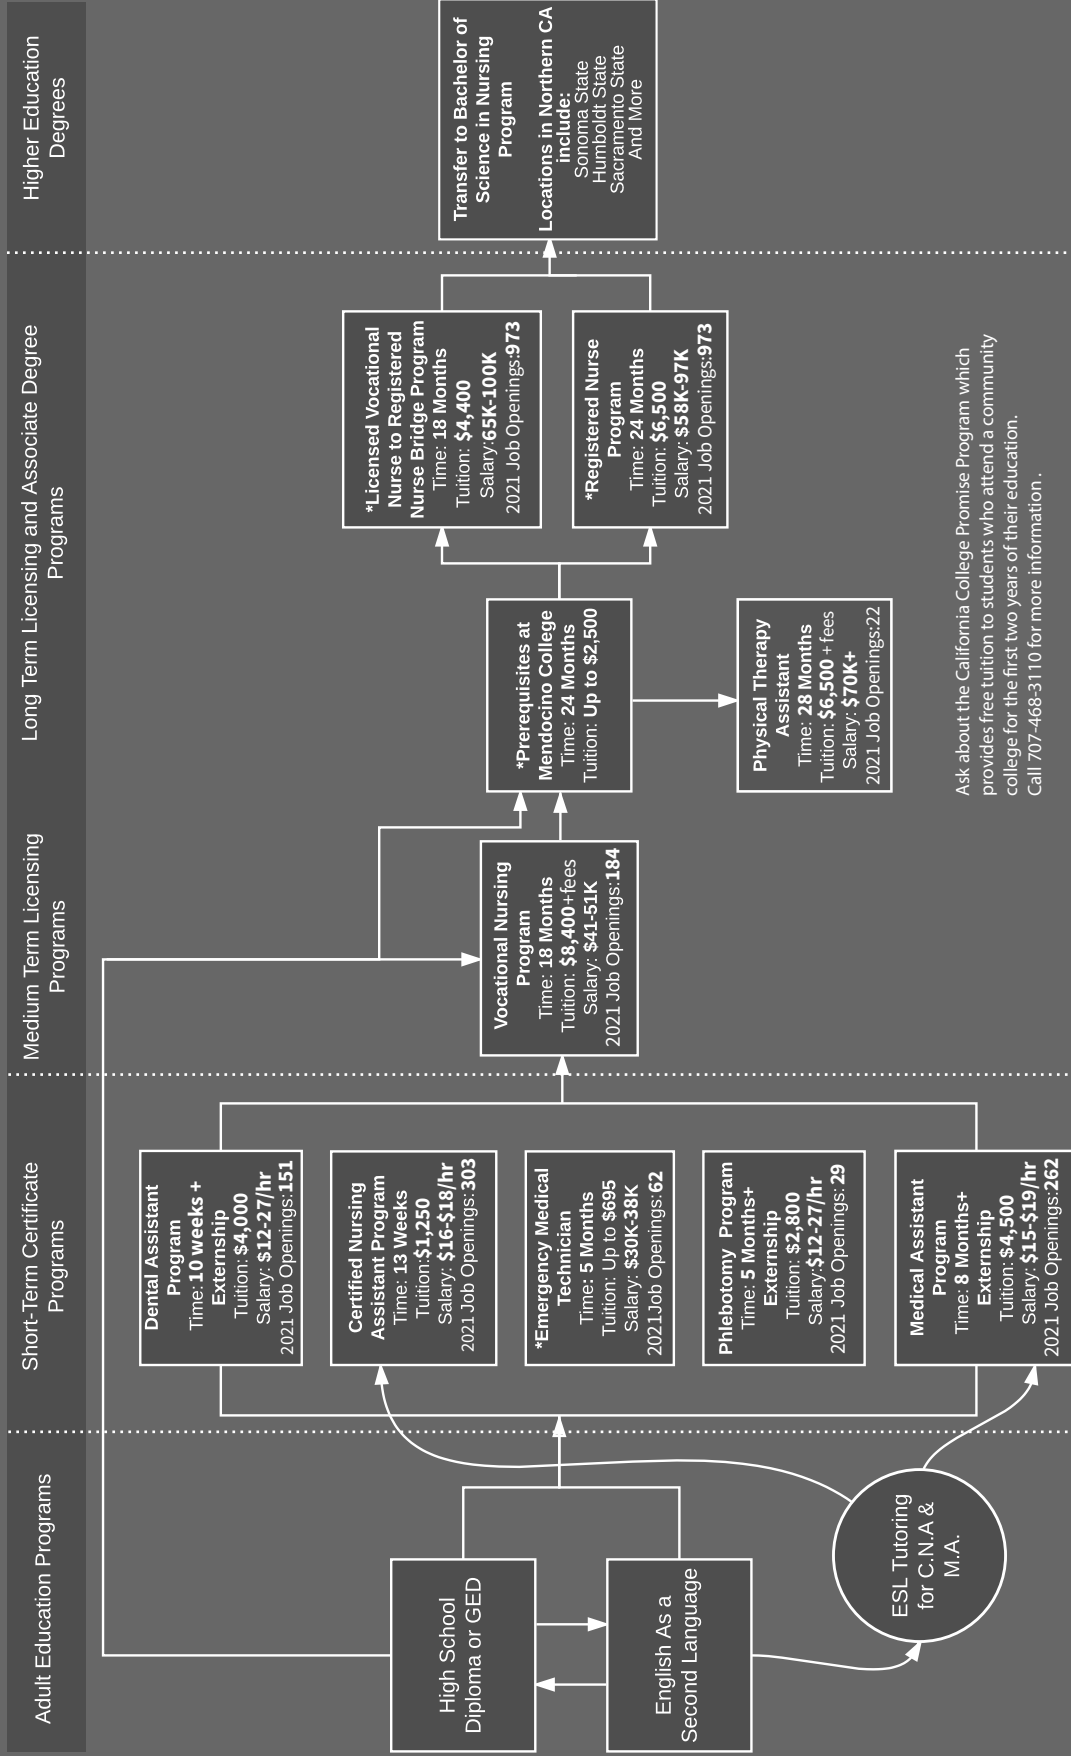 Adult Education Programs
Short-Term Certificate
Programs
Medium Term Licensing
Programs
Long Term Licensing and Associate Degree
Programs
Higher Education
Degrees
High School
Diploma or GED
English As a
Second Language
ESL Tutoring
for C.N.A &
M.A.
Dental Assistant
Program
Time: 10 weeks +
Externship
Tuition: $4,000
Salary: $12-27/hr
2021 Job Openings:151
Certified Nursing
Assistant Program
Time: 13 Weeks
Tuition:$1,250
Salary: $16-$18/hr
2021 Job Openings: 303
*Emergency Medical
Technician
Time: 5 Months
Tuition: Up to $695
Salary: $30K-38K
2021Job Openings:62
Phlebotomy Program
Time: 5 Months+
Externship
Tuition: $2,800
Salary:$12-27/hr
2021 Job Openings: 29
Medical Assistant
Program
Time: 8 Months+
Externship
Tuition: $4,500
Salary: $15-$19/hr
2021 Job Openings:262
Vocational Nursing
Program
Time: 18 Months
Tuition: $8,400+fees
Salary: $41-51K
2021 Job Openings:184
*Prerequisites at
Mendocino College
Time: 24 Months
Tuition: Up to $2,500
Physical Therapy
Assistant
Time: 28 Months
Tuition: $6,500 + fees
Salary: $70K+
2021 Job Openings:22
*Licensed Vocational
Nurse to Registered
Nurse Bridge Program
Time: 18 Months
Tuition: $4,400
Salary:65K-100K
2021 Job Openings:973
*Registered Nurse
Program
Time: 24 Months
Tuition: $6,500
Salary: $58K-97K
2021 Job Openings:973
Transfer to Bachelor of
Science in Nursing
Program
Locations in Northern CA
include:
Sonoma State
Humboldt State
Sacramento State
And More
Ask about the California College Promise Program which
provides free tuition to students who attend a community
college for the first two years of their education.
Call 707-468-3110 for more information .